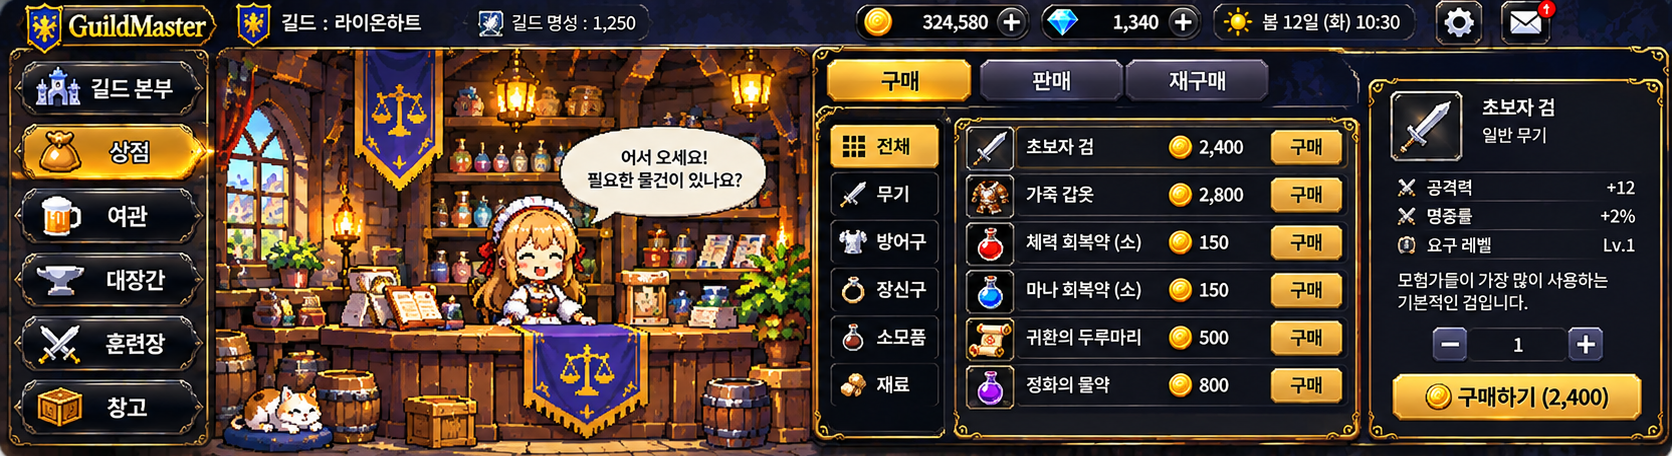 GuildMaster
길드 : 라이온하트
길드 명성 : 1,250
324,580
1,340
봄 12일 (화) 10:30
길드 본부
상점
여관
대장간
훈련장
창고
어서 오세요!
필요한 물건이 있나요?
구매
판매
재구매
전체
무기
방어구
장신구
소모품
재료
초보자 검 2,400 구매
가죽 갑옷 2,800 구매
체력 회복약 (소) 150 구매
마나 회복약 (소) 150 구매
귀환의 두루마리 500 구매
정화의 물약 800 구매
초보자 검
일반 무기
공격력 +12
명중률 +2%
요구 레벨 Lv.1
모험가들이 가장 많이 사용하는
기본적인 검입니다.
1
구매하기 (2,400)